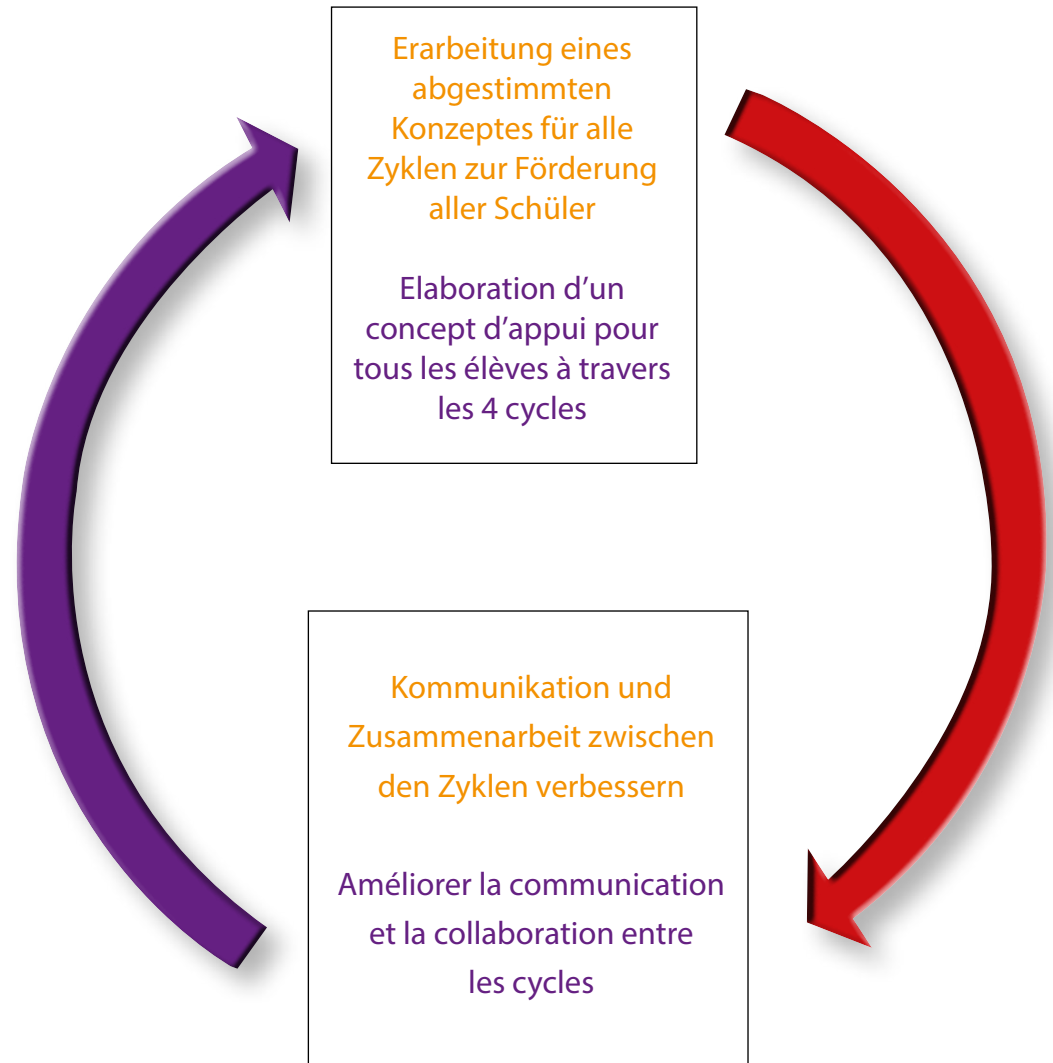 Erarbeitung eines
abgestimmten
Konzeptes für alle
Zyklen zur Förderung
aller Schüler
Elaboration d’un
concept d’appui pour
tous les élèves à travers
les 4 cycles
Kommunikation und
Zusammenarbeit zwischen
den Zyklen verbessern
Améliorer la communication
et la collaboration entre
les cycles